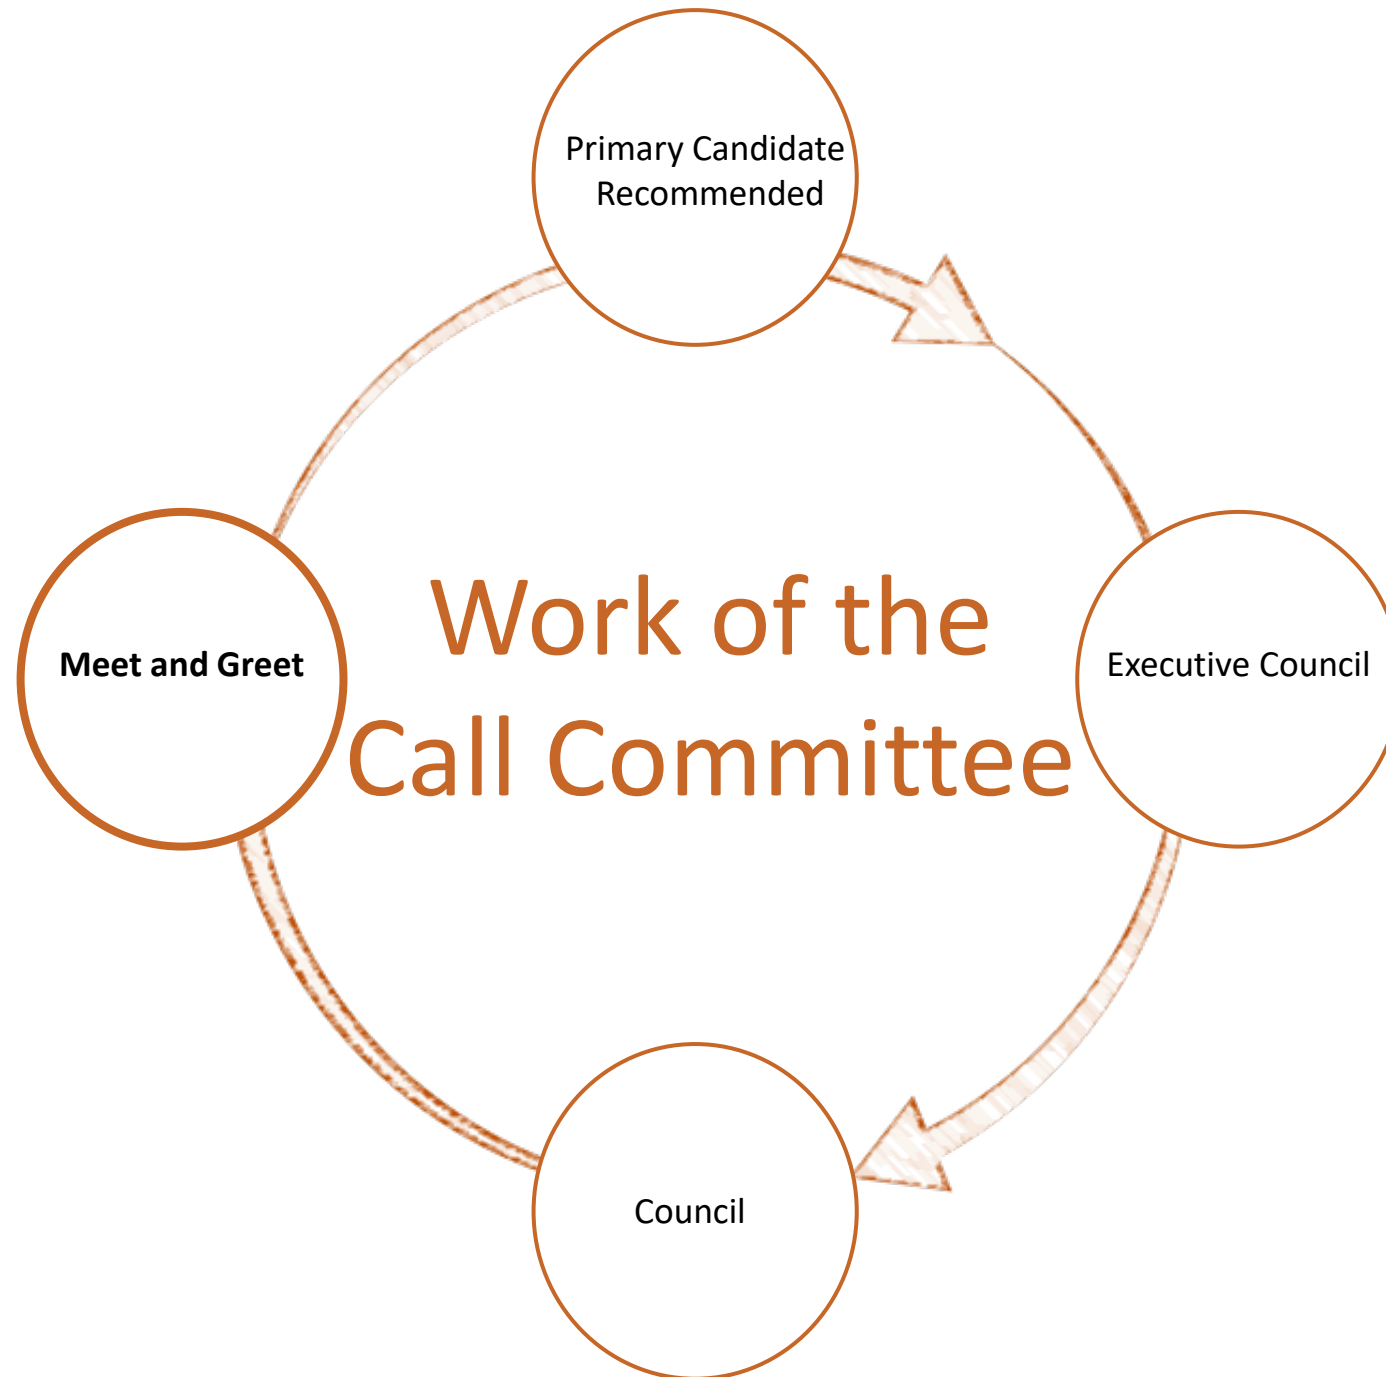 Primary Candidate
Recommended
Meet and Greet
Work of the
Call Committee
Executive Council
Council